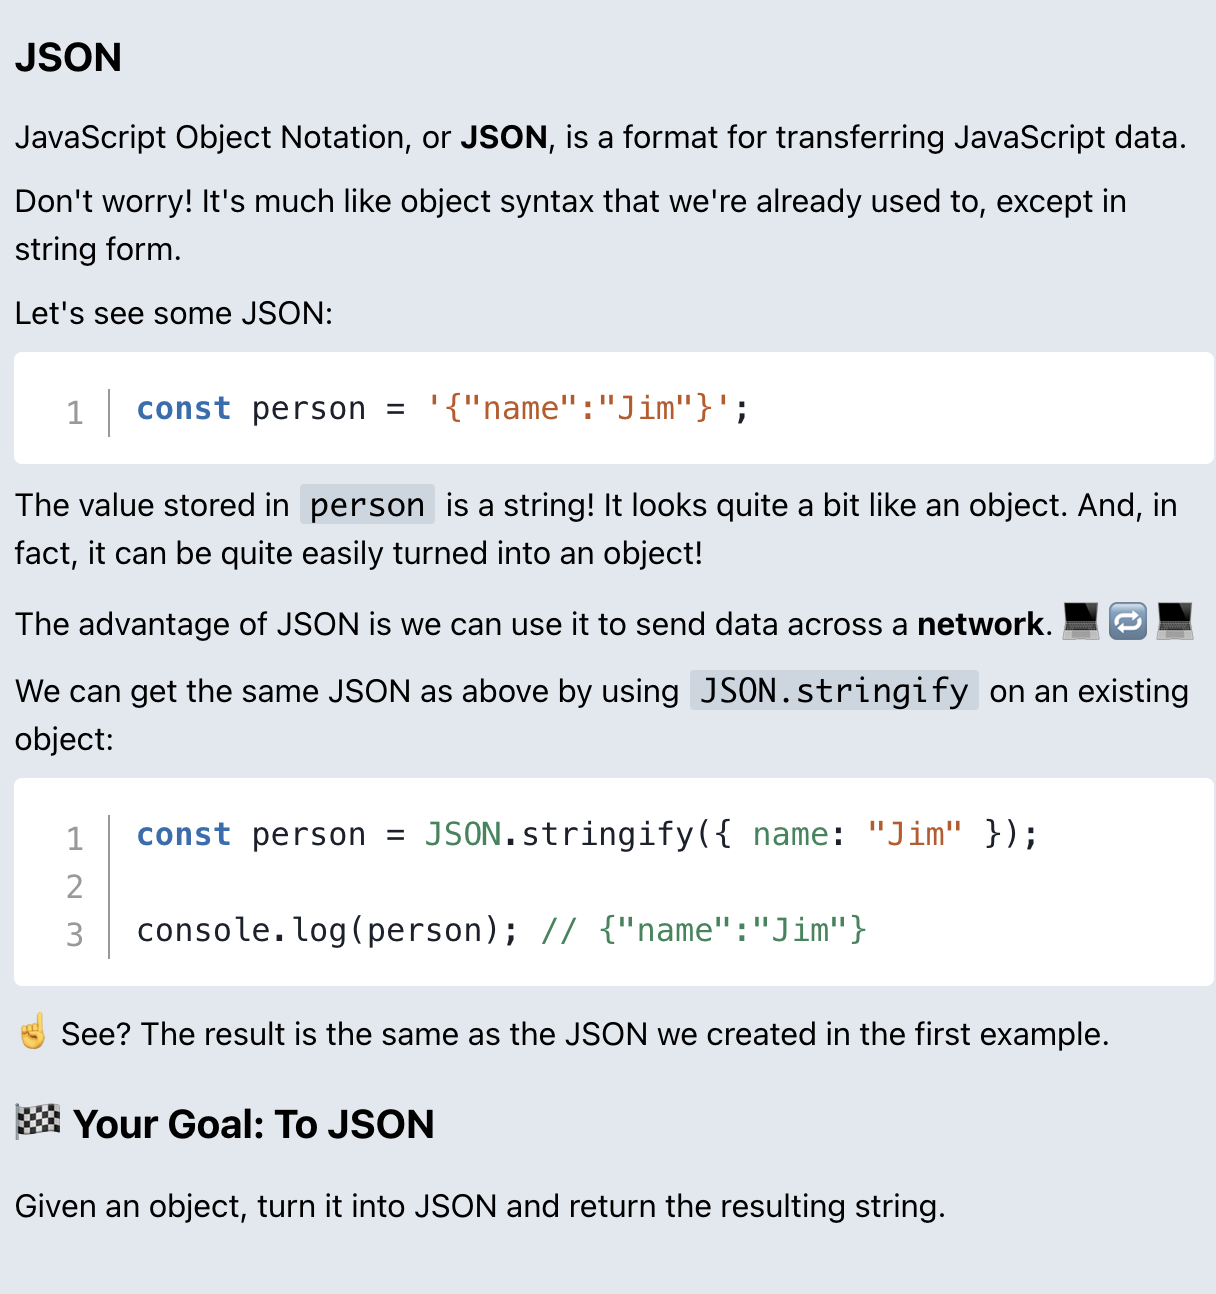 JSON
JavaScript Object Notation, or JSON, is a format for transferring JavaScript data.
Don't worry! It's much like object syntax that we're already used to, except in
string form.
Let's see some JSON:
1 const person = '{"name":"Jim"}';
The value stored in person is a string! It looks quite a bit like an object. And, in
fact, it can be quite easily turned into an object!
The advantage of JSON is we can use it to send data across a network. 💻 🔁 💻
We can get the same JSON as above by using JSON.stringify on an existing
object:
1 const person = JSON.stringify({ name: "Jim" });
2
3 console.log(person); // {"name":"Jim"}
☝️ See? The result is the same as the JSON we created in the first example.
🏁 Your Goal: To JSON
Given an object, turn it into JSON and return the resulting string.